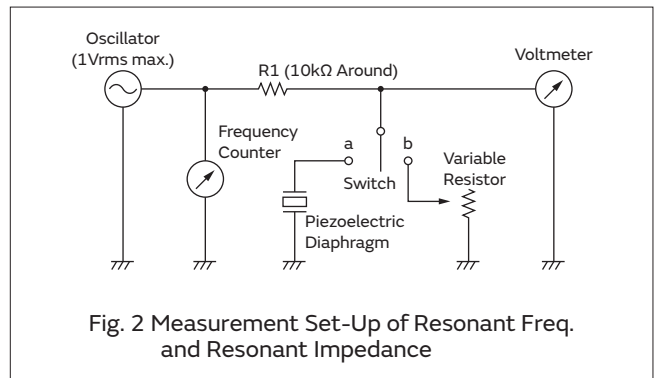 Oscillator
(1Vrms max.)
R1 (10kΩ Around)
Voltmeter
Frequency
Counter
a
b
Switch
Variable
Resistor
Piezoelectric
Diaphragm
Fig. 2 Measurement Set-Up of Resonant Freq.
and Resonant Impedance